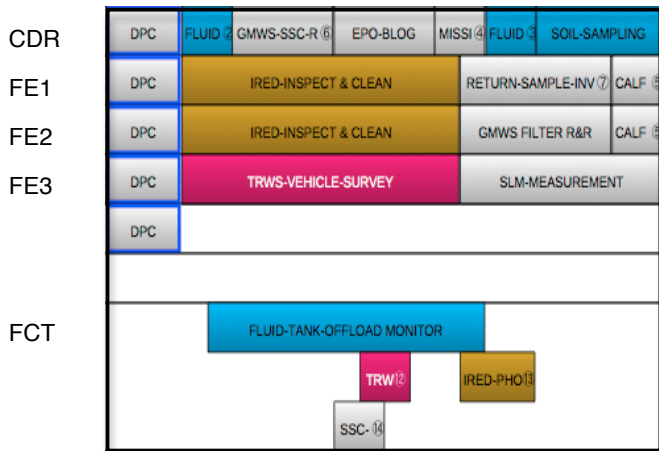 CDR DPC FLUID ② GMWS-SSC-R ⑥ EPO-BLOG MISSI ④ FLUID ③ SOIL-SAMPLING
FE1 DPC IRED-INSPECT & CLEAN RETURN-SAMPLE-INV ⑦ CALF ⑤
FE2 DPC IRED-INSPECT & CLEAN GMWS FILTER R&R CALF ⑤
FE3 DPC TRWS-VEHICLE-SURVEY SLM-MEASUREMENT
DPC
FCT FLUID-TANK-OFFLOAD MONITOR
TRW ⑫ IRED-PHO ⑬
SSC- ⑭